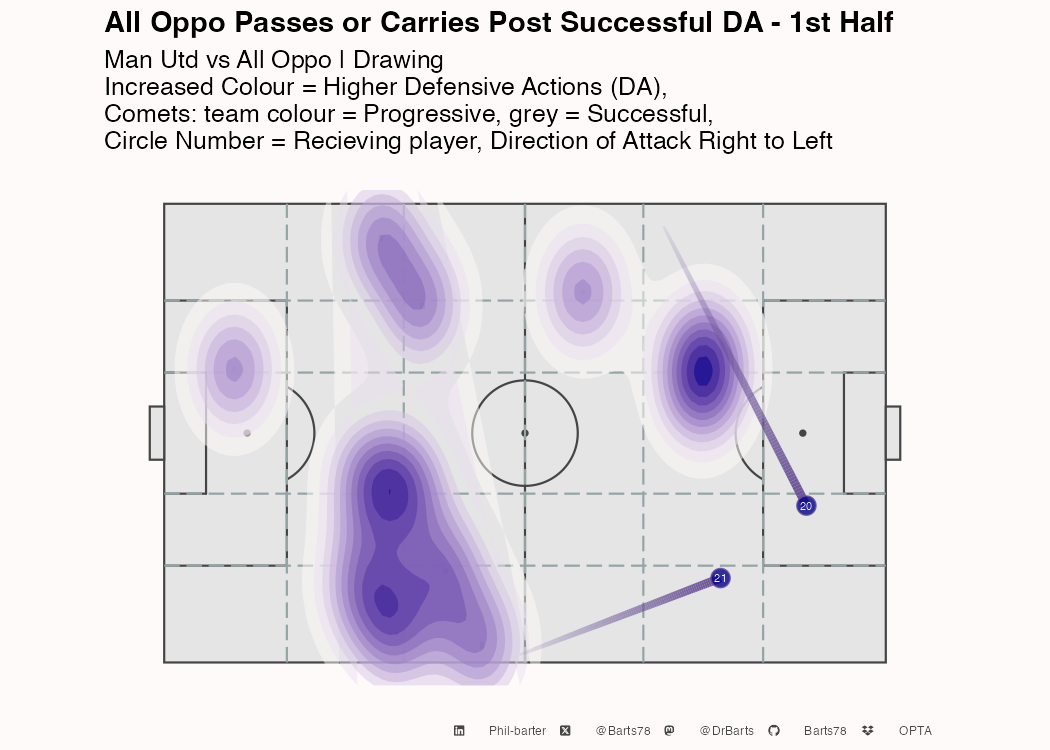 All Oppo Passes or Carries Post Successful DA - 1st Half
Man Utd vs All Oppo | Drawing
Increased Colour = Higher Defensive Actions (DA),
Comets: team colour = Progressive, grey = Successful,
Circle Number = Recieving player, Direction of Attack Right to Left
20
21
Phil-barter @Barts78 @DrBarts Barts78 OPTA